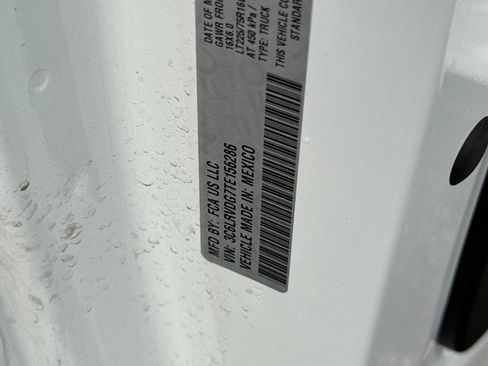 MFD BY: FCA US LLC
VIN: 3C6LRVDG7TE156286
VEHICLE MADE IN: MEXICO
DATE OF M
GAWR FRO
16X6.0
LT225/75R16
AT 450 kPa /
TYPE: TRUCK
THIS VEHICLE CO
STANDAR